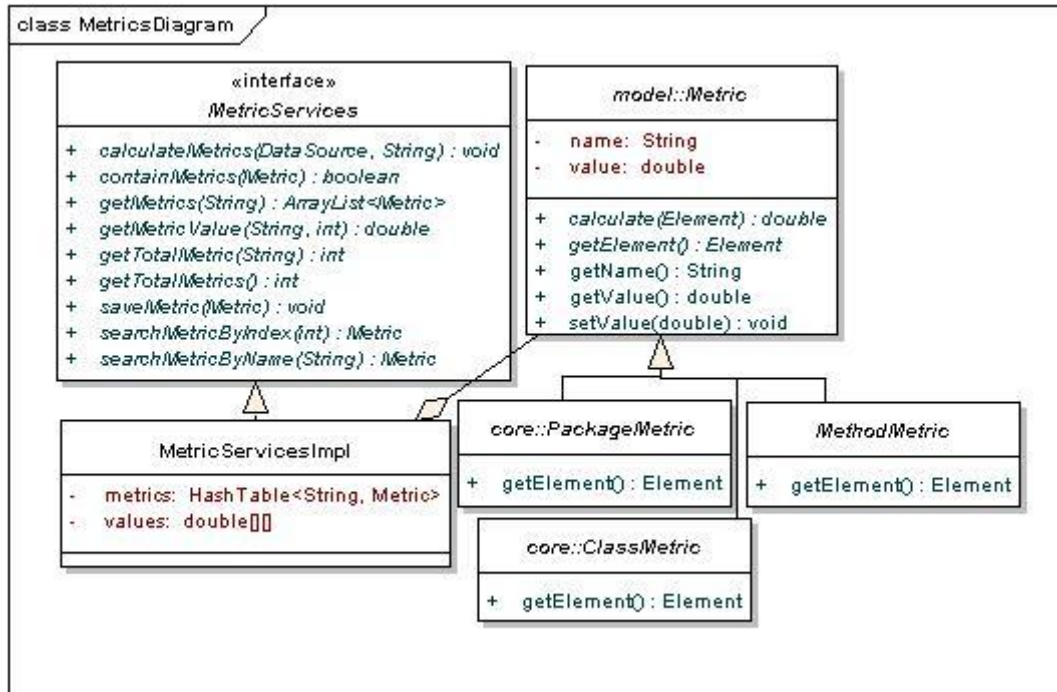 class MetricsDiagram
«interface»
MetricServices
+ calculateMetrics(DataSource, String) : void
+ containMetrics(Metric) : boolean
+ getMetrics(String) : ArrayList<Metric>
+ getMetricValue(String, int) : double
+ getTotalMetric(String) : int
+ getTotalMetrics() : int
+ saveMetric(Metric) : void
+ searchMetricByIndex(int) : Metric
+ searchMetricByName(String) : Metric
model::Metric
- name: String
- value: double
+ calculate(Element) : double
+ getElement() : Element
+ getName() : String
+ getValue() : double
+ setValue(double) : void
MetricServicesImpl
- metrics: HashTable<String, Metric>
- values: double[][]
core::PackageMetric
+ getElement() : Element
MethodMetric
+ getElement() : Element
core::ClassMetric
+ getElement() : Element